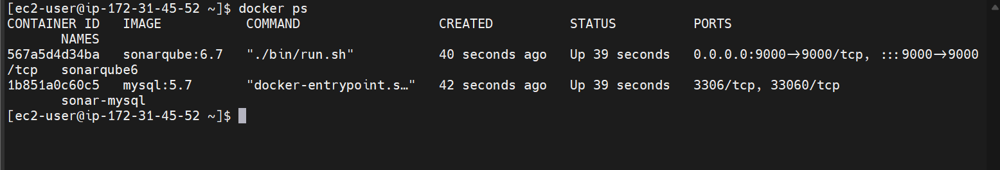 [ec2-user@ip-172-31-45-52 ~]$ docker ps
CONTAINER ID   IMAGE           COMMAND                  CREATED          STATUS          PORTS
       NAMES
567a5d4d34ba   sonarqube:6.7   "./bin/run.sh"           40 seconds ago   Up 39 seconds   0.0.0.0:9000->9000/tcp, :::9000->9000
/tcp   sonarqube6
1b851a0c60c5   mysql:5.7       "docker-entrypoint.s…"   42 seconds ago   Up 39 seconds   3306/tcp, 33060/tcp
       sonar-mysql
[ec2-user@ip-172-31-45-52 ~]$